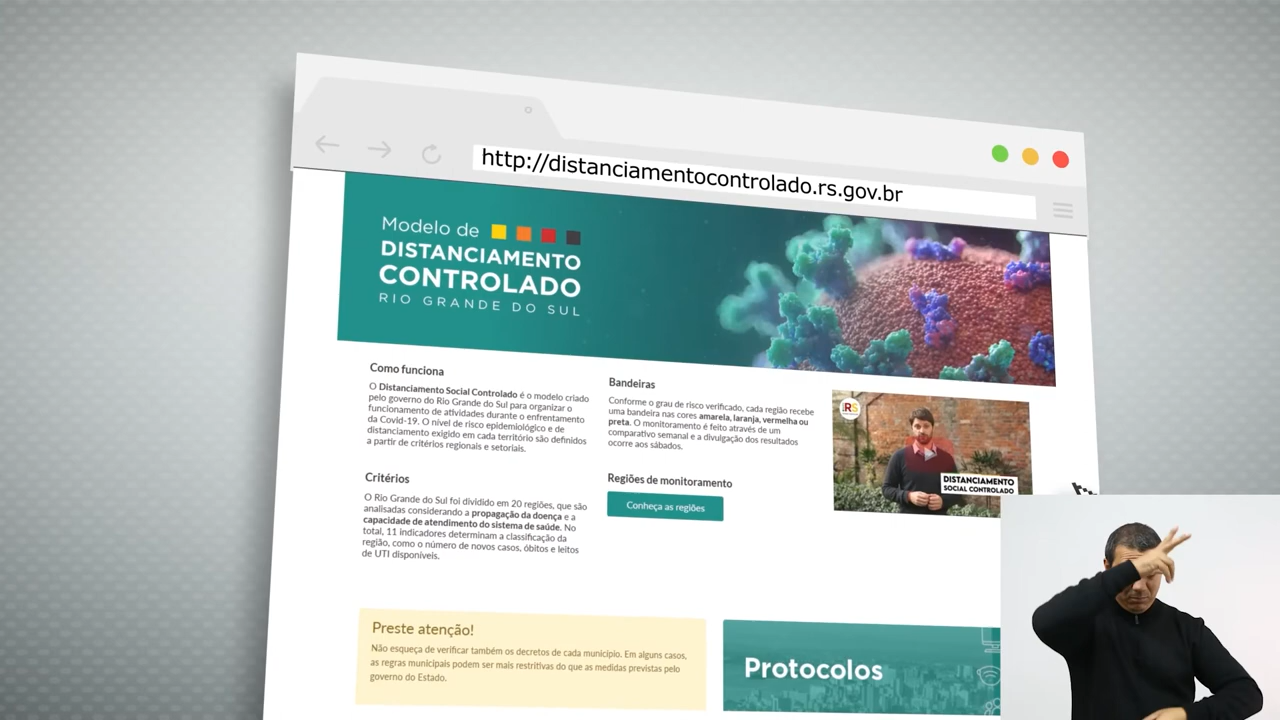 http://distanciamentocontrolado.rs.gov.br
Modelo de
DISTANCIAMENTO
CONTROLADO
RIO GRANDE DO SUL
Como funciona
O Distanciamento Social Controlado é o modelo criado
pelo governo do Rio Grande do Sul para organizar o
funcionamento de atividades durante o enfrentamento
da Covid-19. O nível de risco epidemiológico e de
distanciamento exigido em cada território são definidos
a partir de critérios regionais e setoriais.
Critérios
O Rio Grande do Sul foi dividido em 20 regiões, que são
analisadas considerando a propagação da doença e a
capacidade de atendimento do sistema de saúde. No
total, 11 indicadores determinam a classificação da
região, como o número de novos casos, óbitos e leitos
de UTI disponíveis.
Bandeiras
Conforme o grau de risco verificado, cada região recebe
uma bandeira nas cores amarela, laranja, vermelha ou
preta. O monitoramento é feito através de um
comparativo semanal e a divulgação dos resultados
ocorre aos sábados.
Regiões de monitoramento
Conheça as regiões
RS
DISTANCIAMENTO
SOCIAL CONTROLADO
Preste atenção!
Não esqueça de verificar também os decretos de cada município. Em alguns casos,
as regras municipais podem ser mais restritivas do que as medidas previstas pelo
governo do Estado.
Protocolos